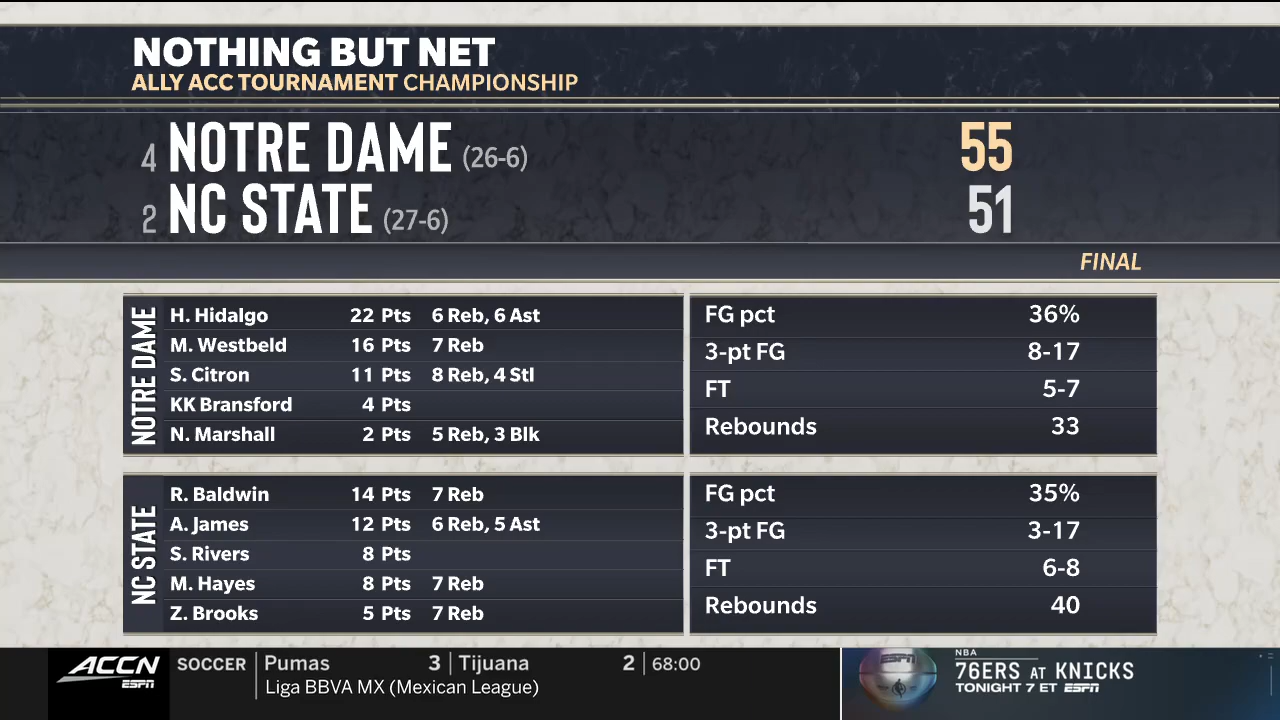 NOTHING BUT NET
ALLY ACC TOURNAMENT CHAMPIONSHIP
4 NOTRE DAME (26-6) 55
2 NC STATE (27-6) 51
FINAL
NOTRE DAME
H. Hidalgo 22 Pts 6 Reb, 6 Ast
M. Westbeld 16 Pts 7 Reb
S. Citron 11 Pts 8 Reb, 4 Stl
KK Bransford 4 Pts
N. Marshall 2 Pts 5 Reb, 3 Blk
FG pct 36%
3-pt FG 8-17
FT 5-7
Rebounds 33
NC STATE
R. Baldwin 14 Pts 7 Reb
A. James 12 Pts 6 Reb, 5 Ast
S. Rivers 8 Pts
M. Hayes 8 Pts 7 Reb
Z. Brooks 5 Pts 7 Reb
FG pct 35%
3-pt FG 3-17
FT 6-8
Rebounds 40
ACCN
ESPN
SOCCER Pumas 3 Tijuana 2 68:00
Liga BBVA MX (Mexican League)
ESPN
NBA
76ERS AT KNICKS
TONIGHT 7 ET ESPN